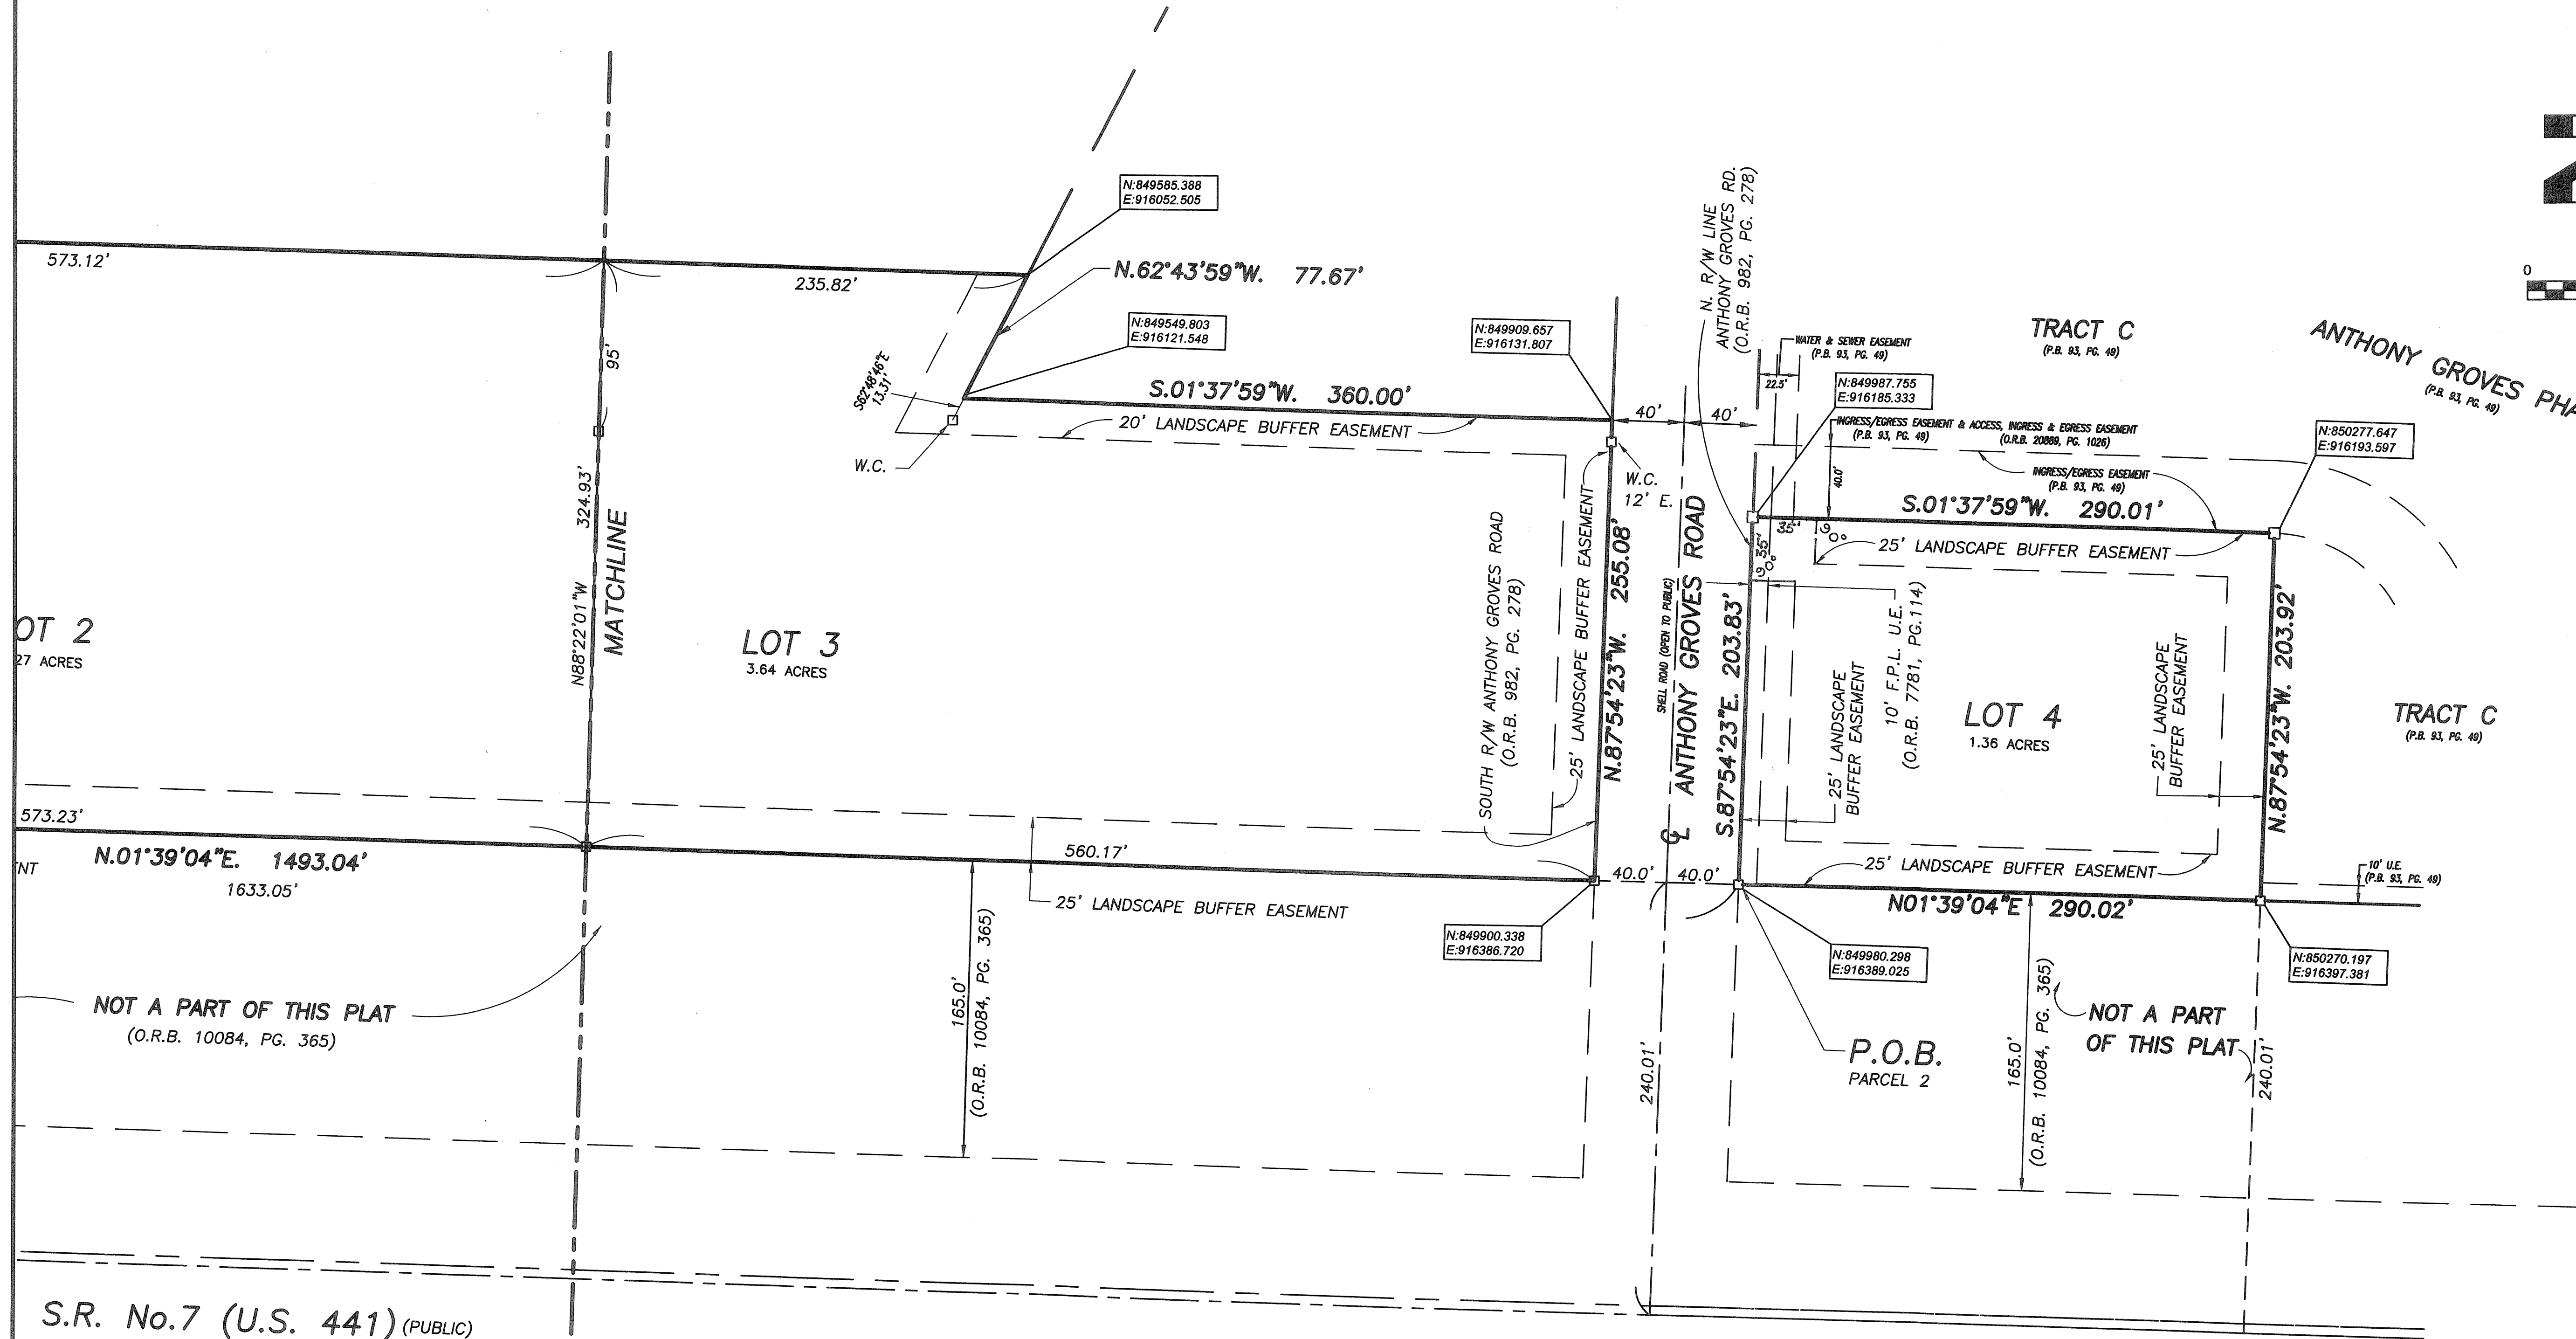 573.12'
235.82'
N:849585.388
E:916052.505
N.62°43'59"W. 77.67'
N:849549.803
E:916121.548
S62°48'46"E
13.31'
W.C.
S.01°37'59"W. 360.00'
20' LANDSCAPE BUFFER EASEMENT
N:849909.657
E:916131.807
40'
40'
W.C.
12' E.
N. R/W LINE
ANTHONY GROVES RD.
(O.R.B. 982, PG. 278)
WATER & SEWER EASEMENT
(P.B. 93, PG. 49)
22.5'
N:849987.755
E:916185.333
TRACT C
(P.B. 93, PG. 49)
ANTHONY GROVES PHA
(P.B. 93, PG. 49)
0
INGRESS/EGRESS EASEMENT & ACCESS, INGRESS & EGRESS EASEMENT
(P.B. 93, PG. 49) (O.R.B. 20889, PG. 1026)
40.0'
INGRESS/EGRESS EASEMENT
(P.B. 93, PG. 49)
N:850277.647
E:916193.597
S.01°37'59"W. 290.01'
35'
90°
35'
90°
25' LANDSCAPE BUFFER EASEMENT
95'
324.93'
N88°22'01"W
MATCHLINE
OT 2
27 ACRES
LOT 3
3.64 ACRES
SOUTH R/W ANTHONY GROVES ROAD
(O.R.B. 982, PG. 278)
25' LANDSCAPE BUFFER EASEMENT
N.87°54'23"W. 255.08'
SHELL ROAD (OPEN TO PUBLIC)
℄ ANTHONY GROVES ROAD
S.87°54'23"E. 203.83'
25' LANDSCAPE
BUFFER EASEMENT
10' F.P.L. U.E.
(O.R.B. 7781, PG.114)
LOT 4
1.36 ACRES
25' LANDSCAPE
BUFFER EASEMENT
N.87°54'23"W. 203.92'
TRACT C
(P.B. 93, PG. 49)
573.23'
N.01°39'04"E. 1493.04'
1633.05'
NT
560.17'
25' LANDSCAPE BUFFER EASEMENT
40.0'
40.0'
25' LANDSCAPE BUFFER EASEMENT
N01°39'04"E 290.02'
10' U.E.
(P.B. 93, PG. 49)
N:849900.338
E:916386.720
N:849980.298
E:916389.025
N:850270.197
E:916397.381
NOT A PART OF THIS PLAT
(O.R.B. 10084, PG. 365)
165.0'
(O.R.B. 10084, PG. 365)
240.01'
P.O.B.
PARCEL 2
165.0'
(O.R.B. 10084, PG. 365)
NOT A PART
OF THIS PLAT
240.01'
S.R. No.7 (U.S. 441) (PUBLIC)